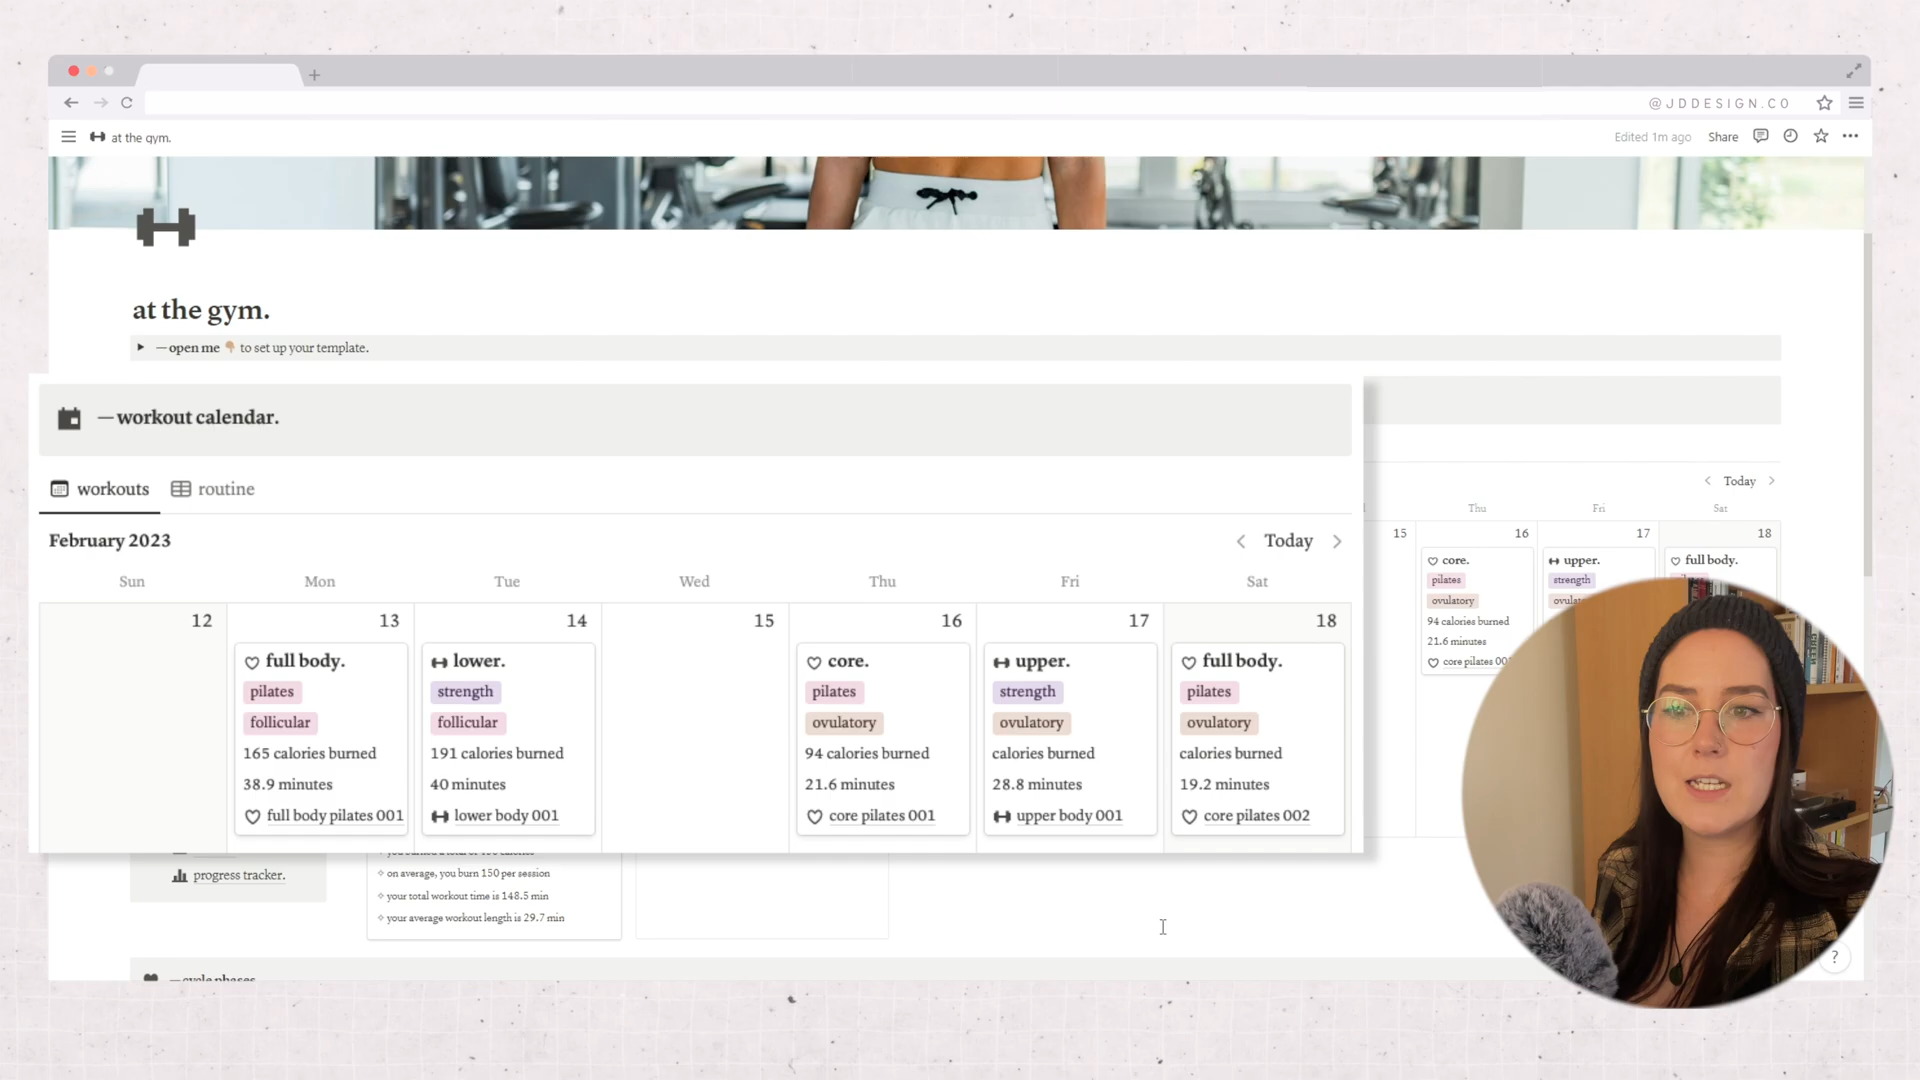 @JDDESIGN.CO
at the gym.
Edited 1m ago
Share
at the gym.
—open me to set up your template.
— workout calendar.
workouts
routine
February 2023
Today
Sun
Mon
Tue
Wed
Thu
Fri
Sat
12
13
14
15
16
17
18
full body.
pilates
follicular
165 calories burned
38.9 minutes
full body pilates 001
lower.
strength
follicular
191 calories burned
40 minutes
lower body 001
core.
pilates
ovulatory
94 calories burned
21.6 minutes
core pilates 001
upper.
strength
ovulatory
calories burned
28.8 minutes
upper body 001
full body.
pilates
ovulatory
calories burned
19.2 minutes
core pilates 002
Today
Thu
Fri
Sat
15
16
17
18
core.
pilates
ovulatory
94 calories burned
21.6 minutes
core pilates
upper.
strength
full body.
progress tracker.
on average, you burn 150 per session
your total workout time is 148.5 min
your average workout length is 29.7 min
— cycle phases
?